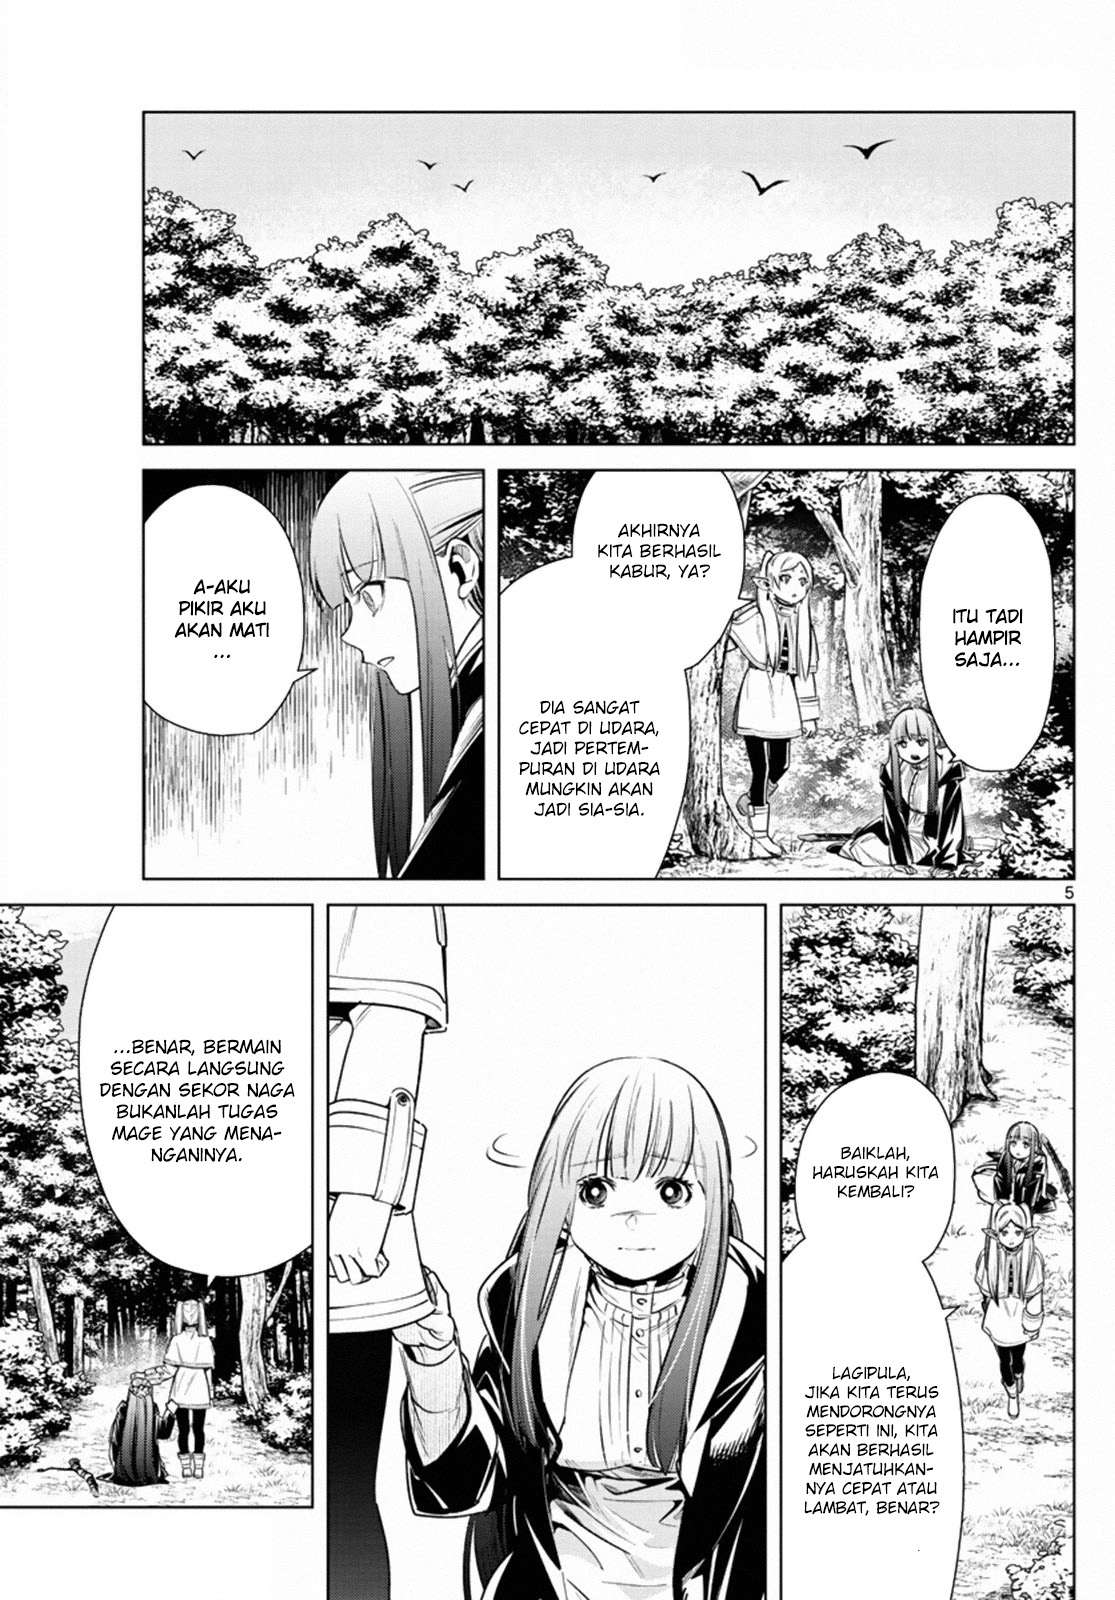 ITU TADI
HAMPIR
SAJA...
AKHIRNYA
KITA BERHASIL
KABUR, YA?
DIA SANGAT
CEPAT DI UDARA,
JADI PERTEM-
PURAN DI UDARA
MUNGKIN AKAN
JADI SIA-SIA.
A-AKU
PIKIR AKU
AKAN MATI
...
5
BAIKLAH,
HARUSKAH KITA
KEMBALI?
LAGIPULA,
JIKA KITA TERUS
MENDORONGNYA
SEPERTI INI, KITA
AKAN BERHASIL
MENJATUHKAN-
NYA CEPAT ATAU
LAMBAT, BENAR?
...BENAR, BERMAIN
SECARA LANGSUNG
DENGAN SEKOR NAGA
BUKANLAH TUGAS
MAGE YANG MENA-
NGANINYA.